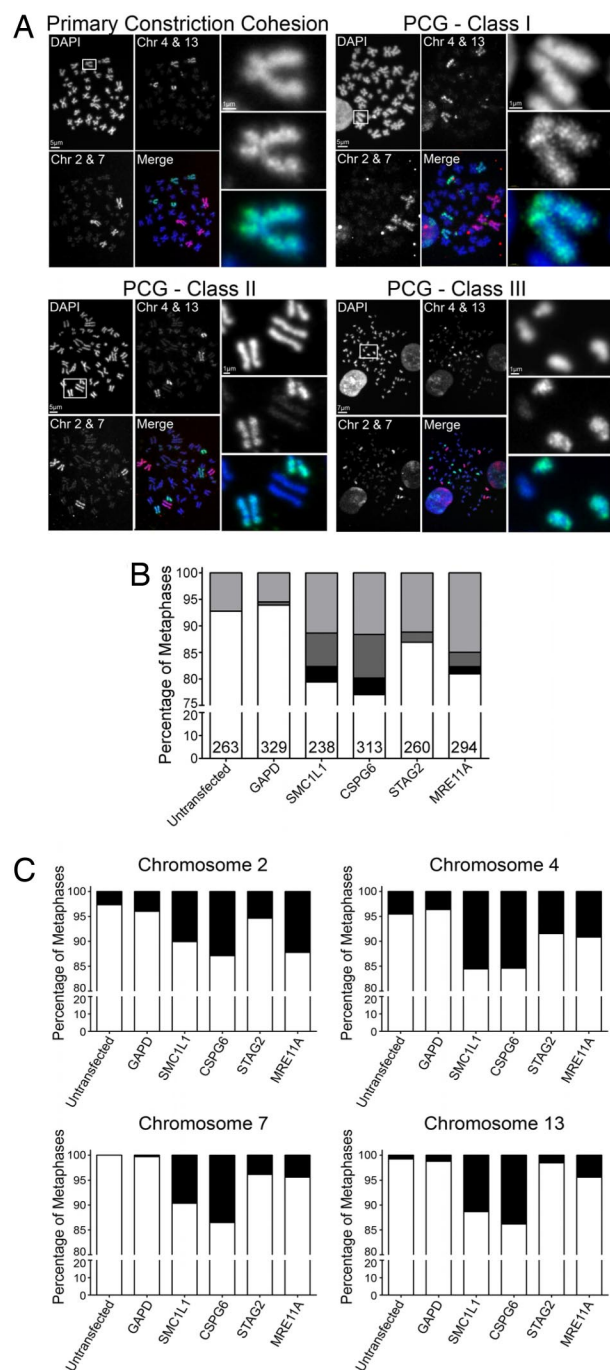 A
Primary Constriction Cohesion
PCG - Class I
DAPI
Chr 4 & 13
1µm
5µm
Chr 2 & 7
Merge
DAPI
Chr 4 & 13
1µm
5µm
Chr 2 & 7
Merge
PCG - Class II
PCG - Class III
DAPI
Chr 4 & 13
1µm
5µm
Chr 2 & 7
Merge
DAPI
Chr 4 & 13
1µm
7µm
Chr 2 & 7
Merge
B
Percentage of Metaphases
100
95
90
85
80
75
20
0
263
329
238
313
260
294
Untransfected
GAPD
SMC1L1
CSPG6
STAG2
MRE11A
C
Chromosome 2
Percentage of Metaphases
100
95
90
85
80
20
0
Untransfected
GAPD
SMC1L1
CSPG6
STAG2
MRE11A
Chromosome 4
Percentage of Metaphases
100
95
90
85
80
20
0
Untransfected
GAPD
SMC1L1
CSPG6
STAG2
MRE11A
Chromosome 7
Percentage of Metaphases
100
95
90
85
80
20
0
Untransfected
GAPD
SMC1L1
CSPG6
STAG2
MRE11A
Chromosome 13
Percentage of Metaphases
100
95
90
85
80
20
0
Untransfected
GAPD
SMC1L1
CSPG6
STAG2
MRE11A